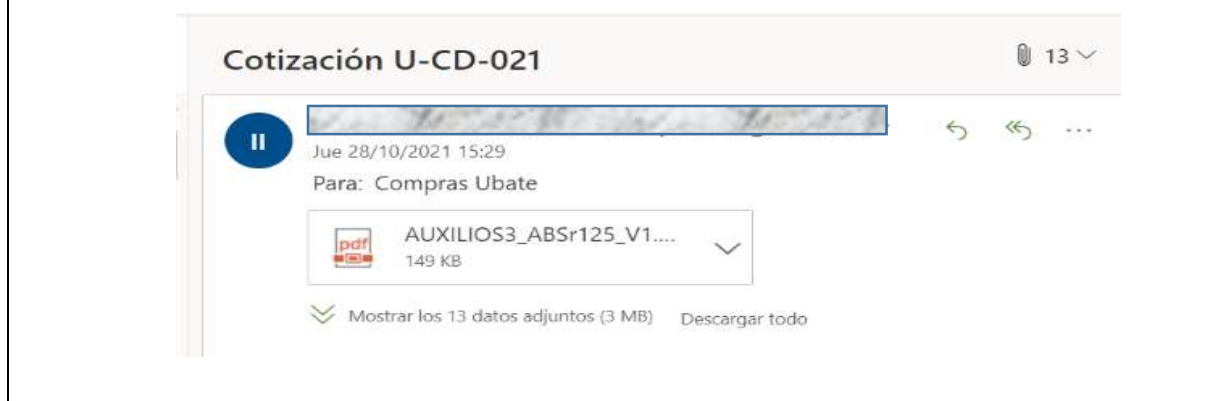 Cotización U-CD-021
13
II
Jue 28/10/2021 15:29
Para: Compras Ubate
pdf
AUXILIOS3_ABSr125_V1....
149 KB
Mostrar los 13 datos adjuntos (3 MB) Descargar todo